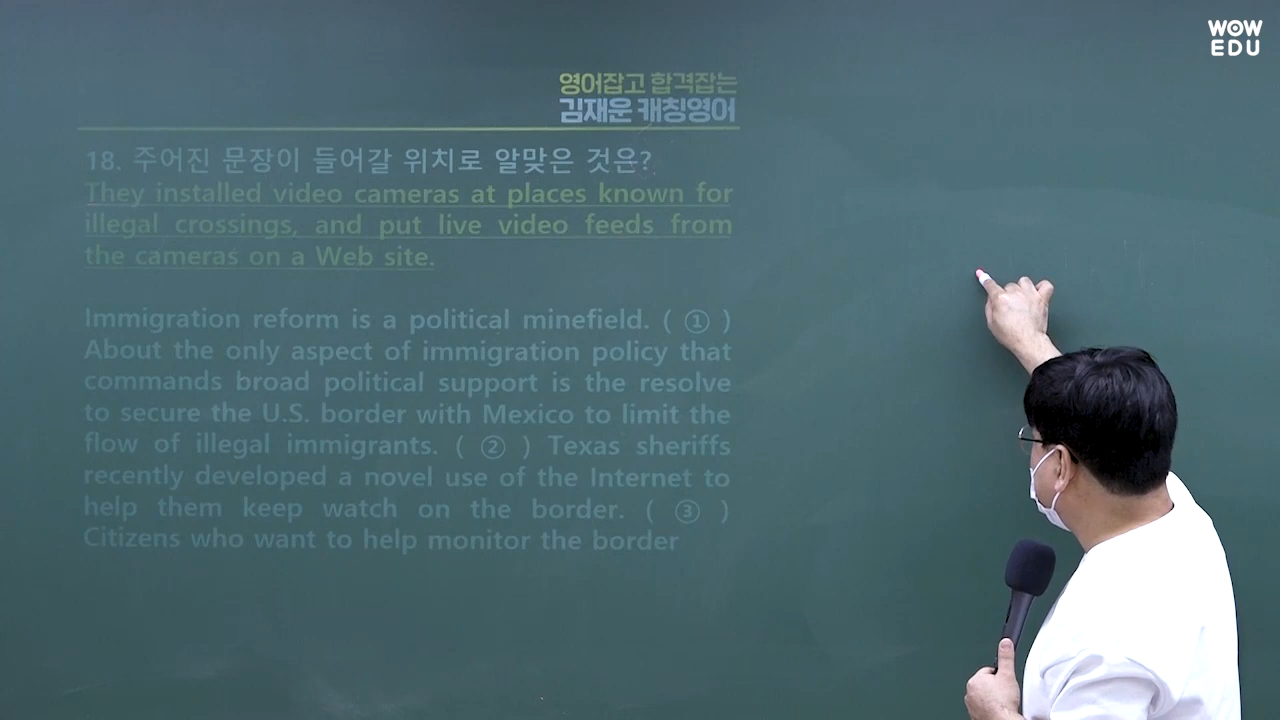 WOW
EDU
영어잡고 합격잡는
김재운 캐칭영어
18. 주어진 문장이 들어갈 위치로 알맞은 것은?
They installed video cameras at places known for
illegal crossings, and put live video feeds from
the cameras on a Web site.
Immigration reform is a political minefield. ( ① )
About the only aspect of immigration policy that
commands broad political support is the resolve
to secure the U.S. border with Mexico to limit the
flow of illegal immigrants. ( ② ) Texas sheriffs
recently developed a novel use of the Internet to
help them keep watch on the border. ( ③ )
Citizens who want to help monitor the border